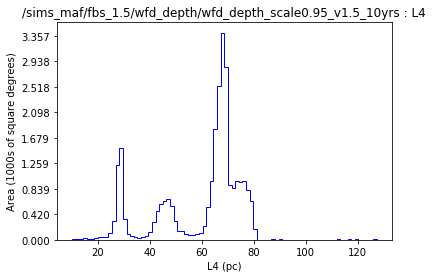 /sims_maf/fbs_1.5/wfd_depth/wfd_depth_scale0.95_v1.5_10yrs : L4
3.357
2.938
2.518
2.098
1.679
1.259
0.839
0.420
0.000
Area (1000s of square degrees)
20 40 60 80 100 120
L4 (pc)